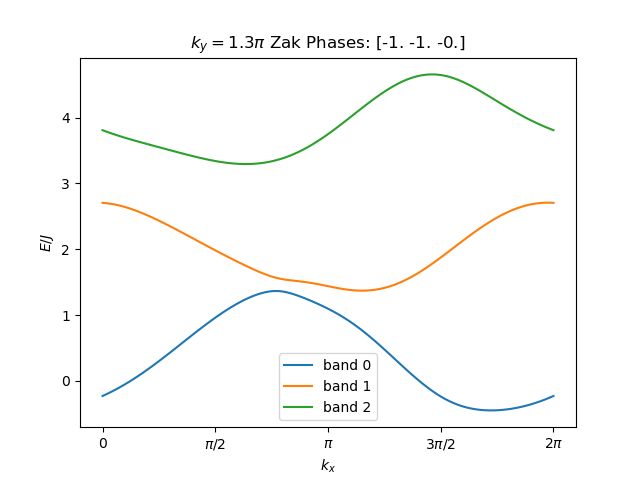 k_y = 1.3π Zak Phases: [-1. -1. -0.]
E/J
4
3
2
1
0
band 0
band 1
band 2
0 π/2 π 3π/2 2π
k_x